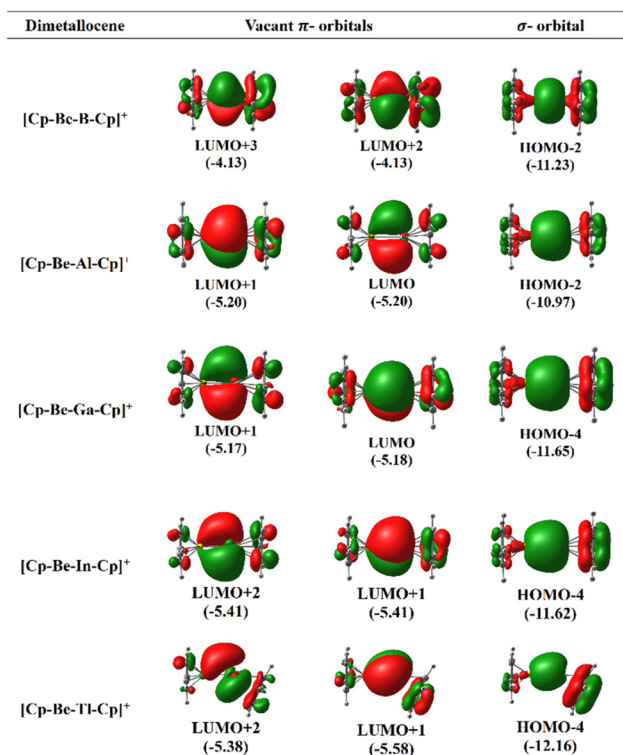 Dimetallocene Vacant π- orbitals σ- orbital
[Cp-Be-B-Cp]⁺
LUMO+3 LUMO+2 HOMO-2
(-4.13) (-4.13) (-11.23)
[Cp-Be-Al-Cp]⁺
LUMO+1 LUMO HOMO-2
(-5.20) (-5.20) (-10.97)
[Cp-Be-Ga-Cp]⁺
LUMO+1 LUMO HOMO-4
(-5.17) (-5.18) (-11.65)
[Cp-Be-In-Cp]⁺
LUMO+2 LUMO+1 HOMO-4
(-5.41) (-5.41) (-11.62)
[Cp-Be-Tl-Cp]⁺
LUMO+2 LUMO+1 HOMO-4
(-5.38) (-5.58) (-12.16)